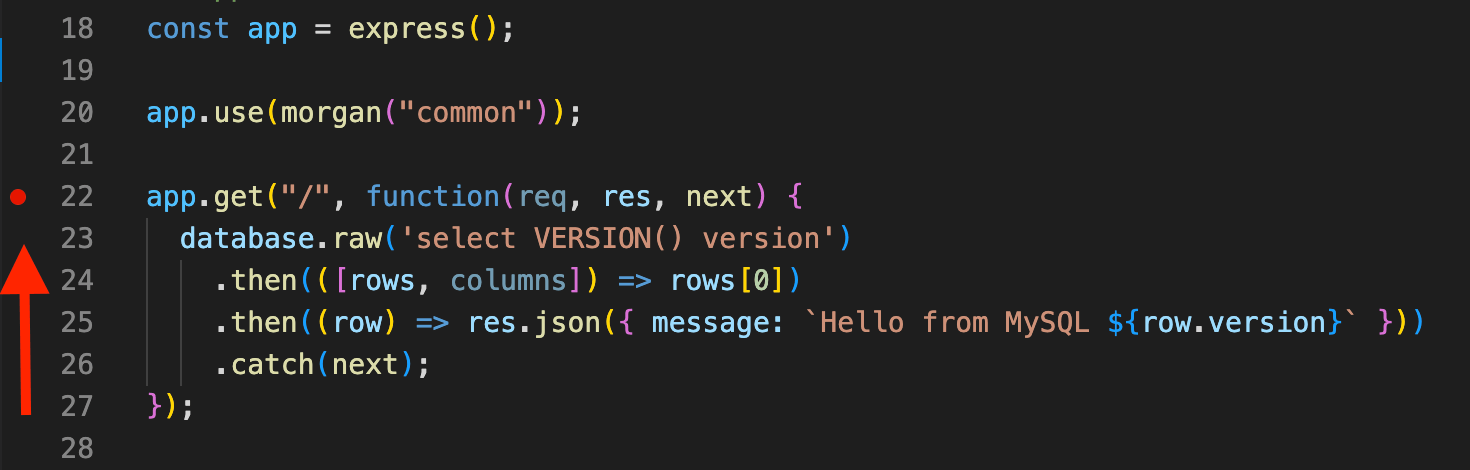 18 const app = express();
19
20 app.use(morgan("common"));
21
22 app.get("/", function(req, res, next) {
23   database.raw('select VERSION() version')
24     .then(([rows, columns]) => rows[0])
25     .then((row) => res.json({ message: `Hello from MySQL ${row.version}` }))
26     .catch(next);
27 });
28